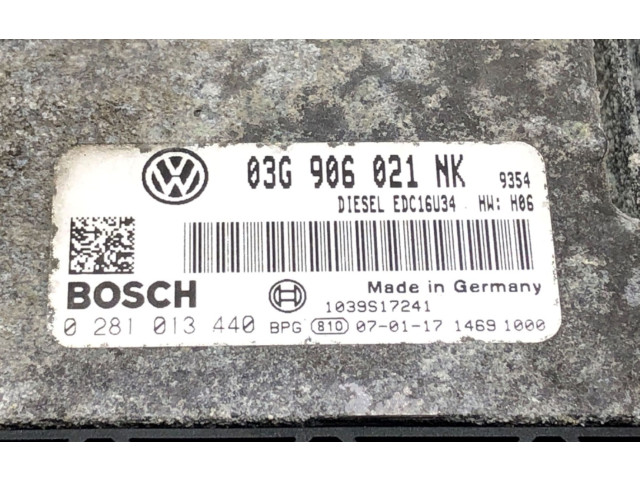 VW 03G 906 021 NK 9354
DIESEL EDC16U34 HW: H06
BOSCH Made in Germany
1039S17241
0 281 013 440 BPG 810 07-01-17 1469 1000